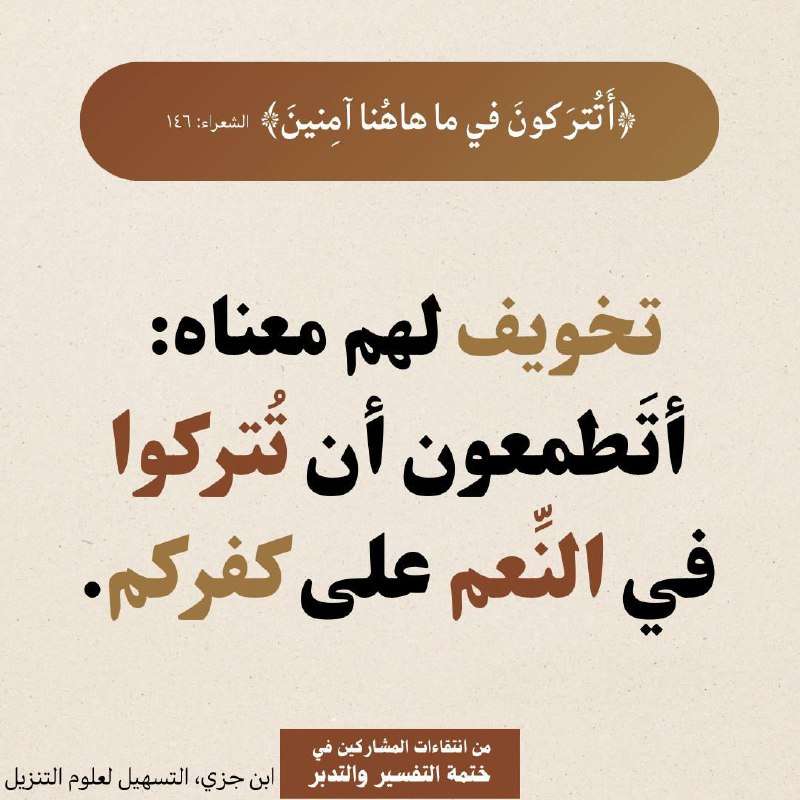 ﴿أَتُترَكونَ في ما هاهُنا آمِنينَ﴾ الشعراء: ١٤٦
تخويف لهم معناه:
أتَطمعون أن تُتركوا
في النِّعم على كفركم.
من انتقاءات المشاركين في
ختمة التفسير والتدبر
ابن جزي، التسهيل لعلوم التنزيل